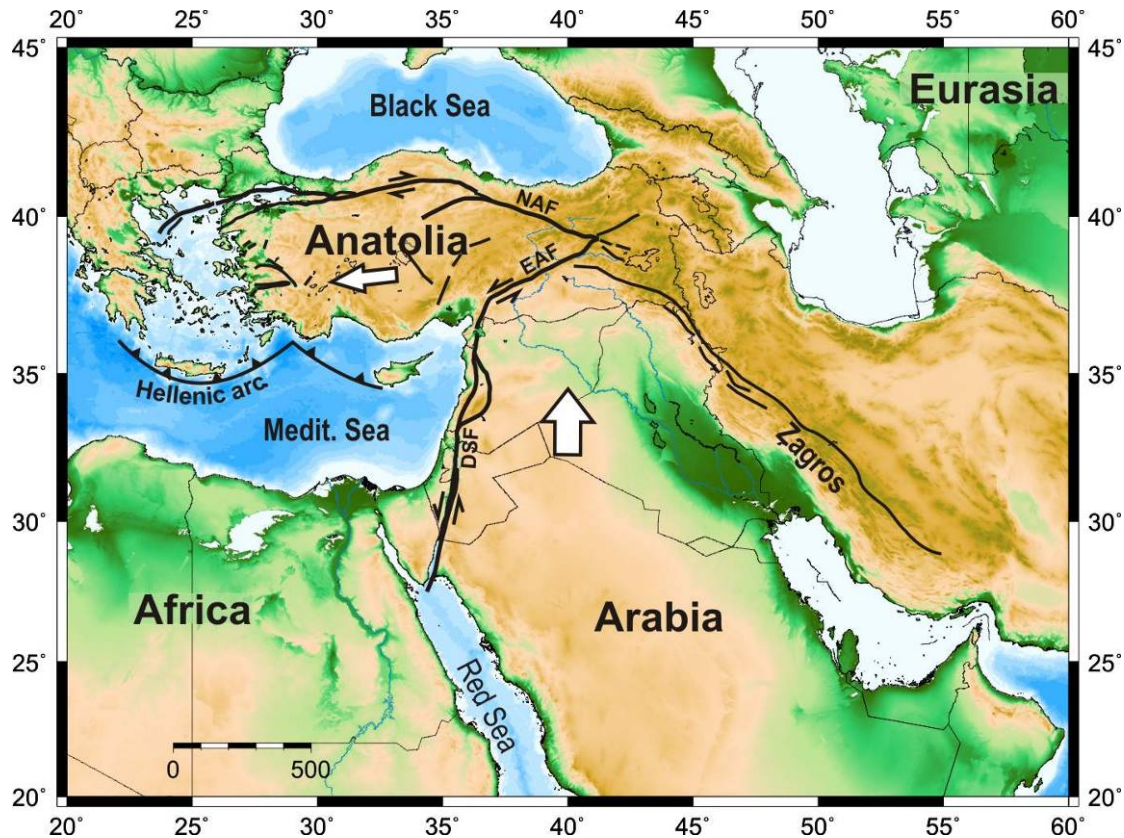 20° 25° 30° 35° 40° 45° 50° 55° 60°
45° 45°
Eurasia
Black Sea
40° 40°
NAF
Anatolia
EAF
35° 35°
Hellenic arc
Medit. Sea
DSF
Zagros
30° 30°
Africa
Arabia
25° 25°
Red Sea
0 500
20° 20°
20° 25° 30° 35° 40° 45° 50° 55° 60°